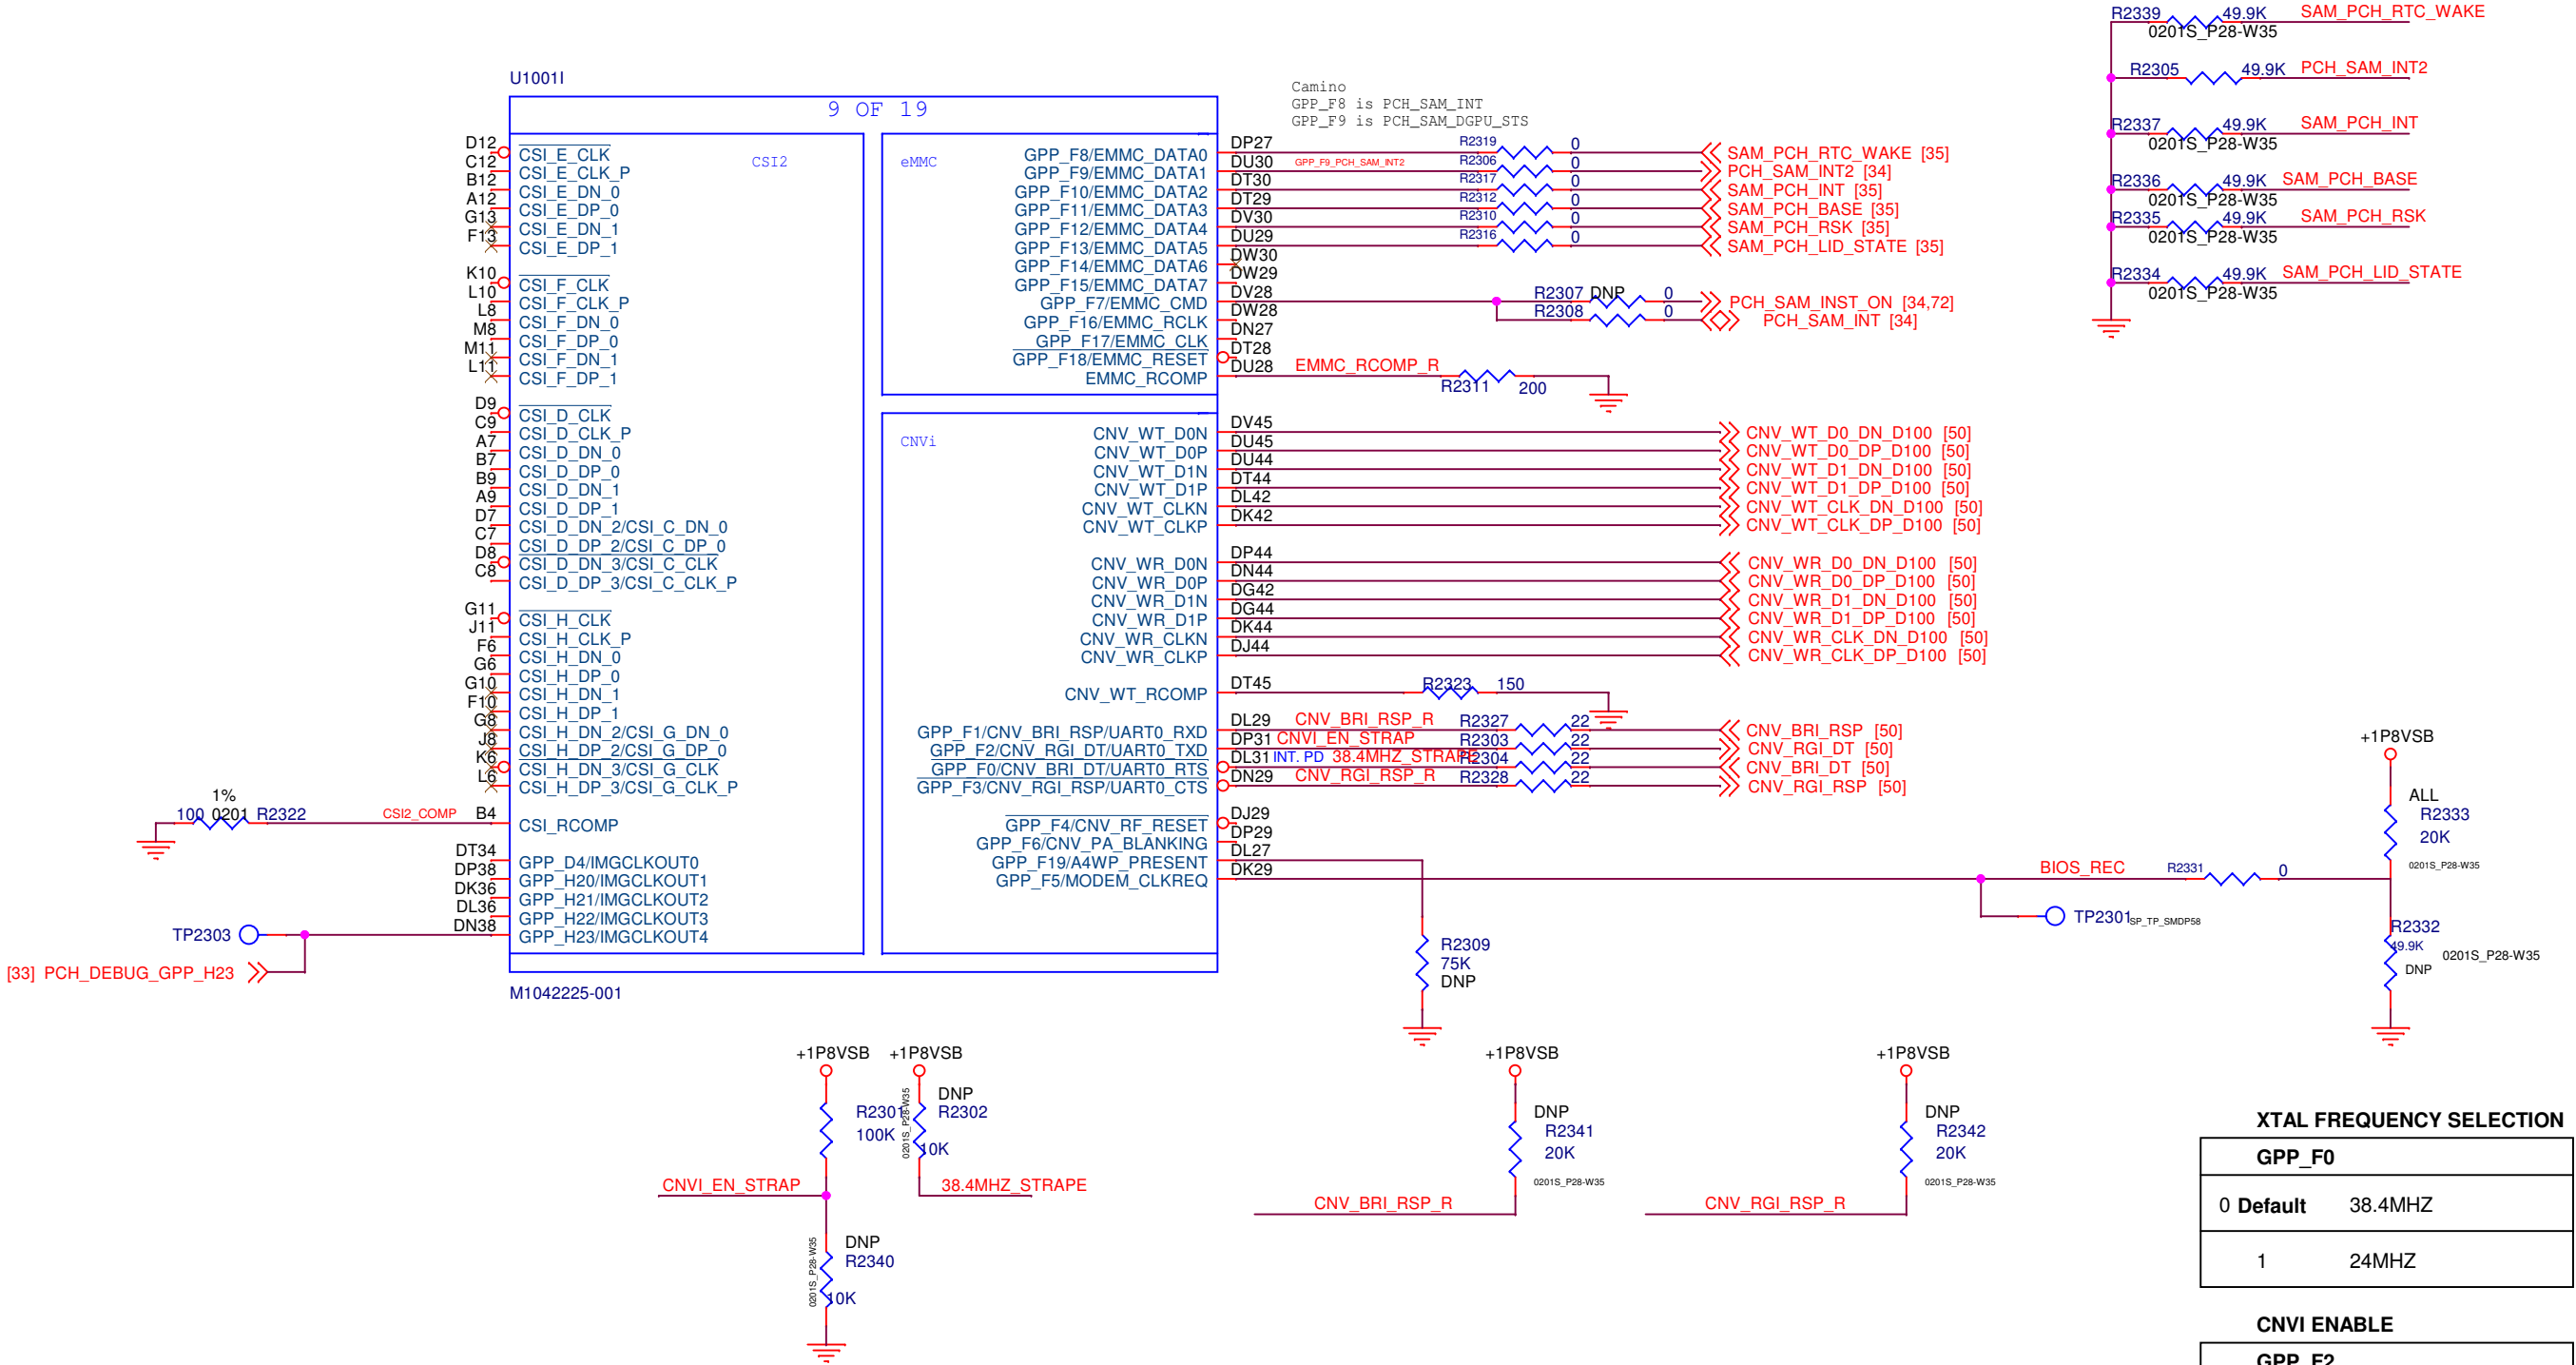 U1001I
9 OF 19
CSI2
eMMC
CNVi
D12 CSI_E_CLK
C12 CSI_E_CLK_P
B12 CSI_E_DN_0
A12 CSI_E_DP_0
G13 CSI_E_DN_1
F13 CSI_E_DP_1
K10 CSI_F_CLK
L10 CSI_F_CLK_P
L8 CSI_F_DN_0
M8 CSI_F_DP_0
M11 CSI_F_DN_1
L11 CSI_F_DP_1
D9 CSI_D_CLK
C9 CSI_D_CLK_P
A7 CSI_D_DN_0
B7 CSI_D_DP_0
B9 CSI_D_DN_1
A9 CSI_D_DP_1
D7 CSI_D_DN_2/CSI_C_DN_0
C7 CSI_D_DP_2/CSI_C_DP_0
D8 CSI_D_DN_3/CSI_C_CLK
C8 CSI_D_DP_3/CSI_C_CLK_P
G11 CSI_H_CLK
J11 CSI_H_CLK_P
F6 CSI_H_DN_0
G6 CSI_H_DP_0
G10 CSI_H_DN_1
F10 CSI_H_DP_1
G8 CSI_H_DN_2/CSI_G_DN_0
J8 CSI_H_DP_2/CSI_G_DP_0
K6 CSI_H_DN_3/CSI_G_CLK
L6 CSI_H_DP_3/CSI_G_CLK_P
1%
100 0201 R2322 CSI2_COMP B4 CSI_RCOMP
DT34 GPP_D4/IMGCLKOUT0
DP38 GPP_H20/IMGCLKOUT1
DK36 GPP_H21/IMGCLKOUT2
DL36 GPP_H22/IMGCLKOUT3
TP2303 DN38 GPP_H23/IMGCLKOUT4
[33] PCH_DEBUG_GPP_H23
M1042225-001
Camino
GPP_F8 is PCH_SAM_INT
GPP_F9 is PCH_SAM_DGPU_STS
GPP_F8/EMMC_DATA0 DP27 R2319 0 SAM_PCH_RTC_WAKE [35]
GPP_F9/EMMC_DATA1 DU30 GPP_F9_PCH_SAM_INT2 R2306 0 PCH_SAM_INT2 [34]
GPP_F10/EMMC_DATA2 DT30 R2317 0 SAM_PCH_INT [35]
GPP_F11/EMMC_DATA3 DT29 R2312 0 SAM_PCH_BASE [35]
GPP_F12/EMMC_DATA4 DV30 R2310 0 SAM_PCH_RSK [35]
GPP_F13/EMMC_DATA5 DU29 R2316 0 SAM_PCH_LID_STATE [35]
GPP_F14/EMMC_DATA6 DW30
GPP_F15/EMMC_DATA7 DW29
GPP_F7/EMMC_CMD DV28 R2307 DNP 0 PCH_SAM_INST_ON [34,72]
GPP_F16/EMMC_RCLK DW28 R2308 0 PCH_SAM_INT [34]
GPP_F17/EMMC_CLK DN27
GPP_F18/EMMC_RESET DT28
EMMC_RCOMP DU28 EMMC_RCOMP_R R2311 200
CNV_WT_D0N DV45 CNV_WT_D0_DN_D100 [50]
CNV_WT_D0P DU45 CNV_WT_D0_DP_D100 [50]
CNV_WT_D1N DU44 CNV_WT_D1_DN_D100 [50]
CNV_WT_D1P DT44 CNV_WT_D1_DP_D100 [50]
CNV_WT_CLKN DL42 CNV_WT_CLK_DN_D100 [50]
CNV_WT_CLKP DK42 CNV_WT_CLK_DP_D100 [50]
CNV_WR_D0N DP44 CNV_WR_D0_DN_D100 [50]
CNV_WR_D0P DN44 CNV_WR_D0_DP_D100 [50]
CNV_WR_D1N DG42 CNV_WR_D1_DN_D100 [50]
CNV_WR_D1P DG44 CNV_WR_D1_DP_D100 [50]
CNV_WR_CLKN DK44 CNV_WR_CLK_DN_D100 [50]
CNV_WR_CLKP DJ44 CNV_WR_CLK_DP_D100 [50]
CNV_WT_RCOMP DT45 R2323 150
GPP_F1/CNV_BRI_RSP/UART0_RXD DL29 CNV_BRI_RSP_R R2327 22 CNV_BRI_RSP [50]
GPP_F2/CNV_RGI_DT/UART0_TXD DP31 CNVI_EN_STRAP R2303 22 CNV_RGI_DT [50]
GPP_F0/CNV_BRI_DT/UART0_RTS DL31 INT. PD 38.4MHZ_STRAPE R2304 22 CNV_BRI_DT [50]
GPP_F3/CNV_RGI_RSP/UART0_CTS DN29 CNV_RGI_RSP_R R2328 22 CNV_RGI_RSP [50]
GPP_F4/CNV_RF_RESET DJ29
GPP_F6/CNV_PA_BLANKING DP29
GPP_F19/A4WP_PRESENT DL27
GPP_F5/MODEM_CLKREQ DK29 BIOS_REC R2331 0
TP2301 SP_TP_SMDP58
R2309
75K
DNP
R2339 49.9K SAM_PCH_RTC_WAKE
0201S_P28-W35
R2305 49.9K PCH_SAM_INT2
R2337 49.9K SAM_PCH_INT
0201S_P28-W35
R2336 49.9K SAM_PCH_BASE
0201S_P28-W35
R2335 49.9K SAM_PCH_RSK
0201S_P28-W35
R2334 49.9K SAM_PCH_LID_STATE
0201S_P28-W35
+1P8VSB
ALL
R2333
20K
0201S_P28-W35
R2332
49.9K 0201S_P28-W35
DNP
+1P8VSB
R2301
100K
CNVI_EN_STRAP
DNP
R2340
10K
0201S_P28-W35
+1P8VSB
DNP
R2302
10K
0201S_P28-W35
38.4MHZ_STRAPE
+1P8VSB
DNP
R2341
20K
0201S_P28-W35
CNV_BRI_RSP_R
+1P8VSB
DNP
R2342
20K
0201S_P28-W35
CNV_RGI_RSP_R
XTAL FREQUENCY SELECTION
GPP_F0
0 Default 38.4MHZ
1 24MHZ
CNVI ENABLE
GPP_F2